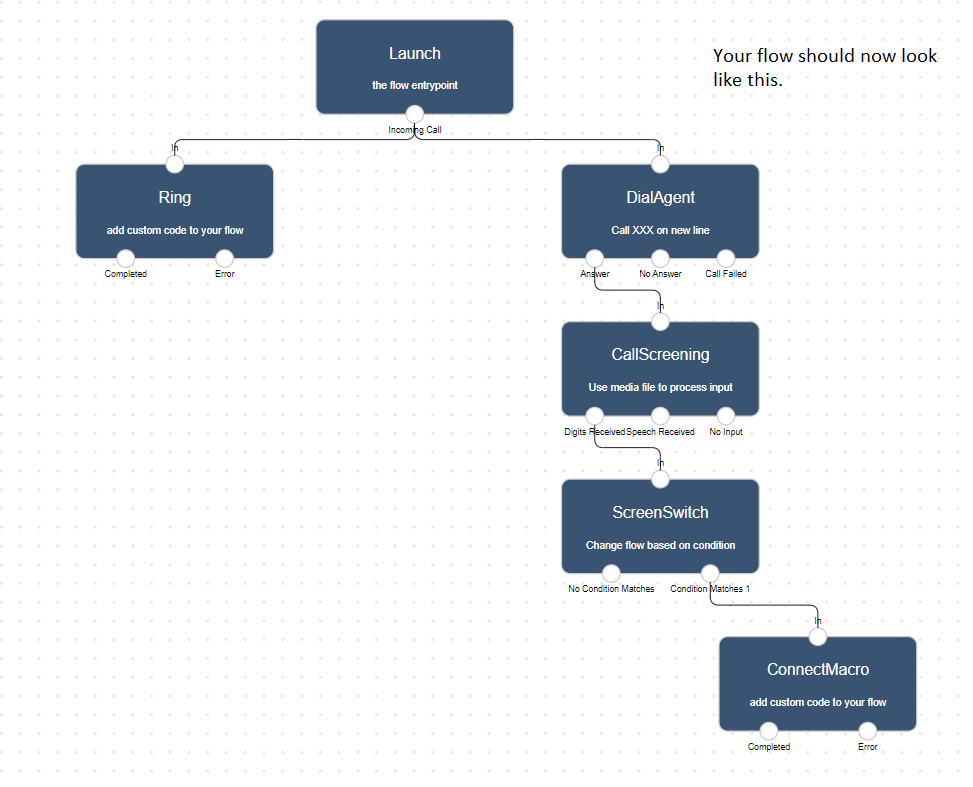 Launch
the flow entrypoint
Your flow should now look
like this.
Incoming Call
In
In
Ring
add custom code to your flow
DialAgent
Call XXX on new line
Completed
Error
Answer
No Answer
Call Failed
In
CallScreening
Use media file to process input
Digits Received
Speech Received
No Input
In
ScreenSwitch
Change flow based on condition
No Condition Matches
Condition Matches 1
In
ConnectMacro
add custom code to your flow
Completed
Error